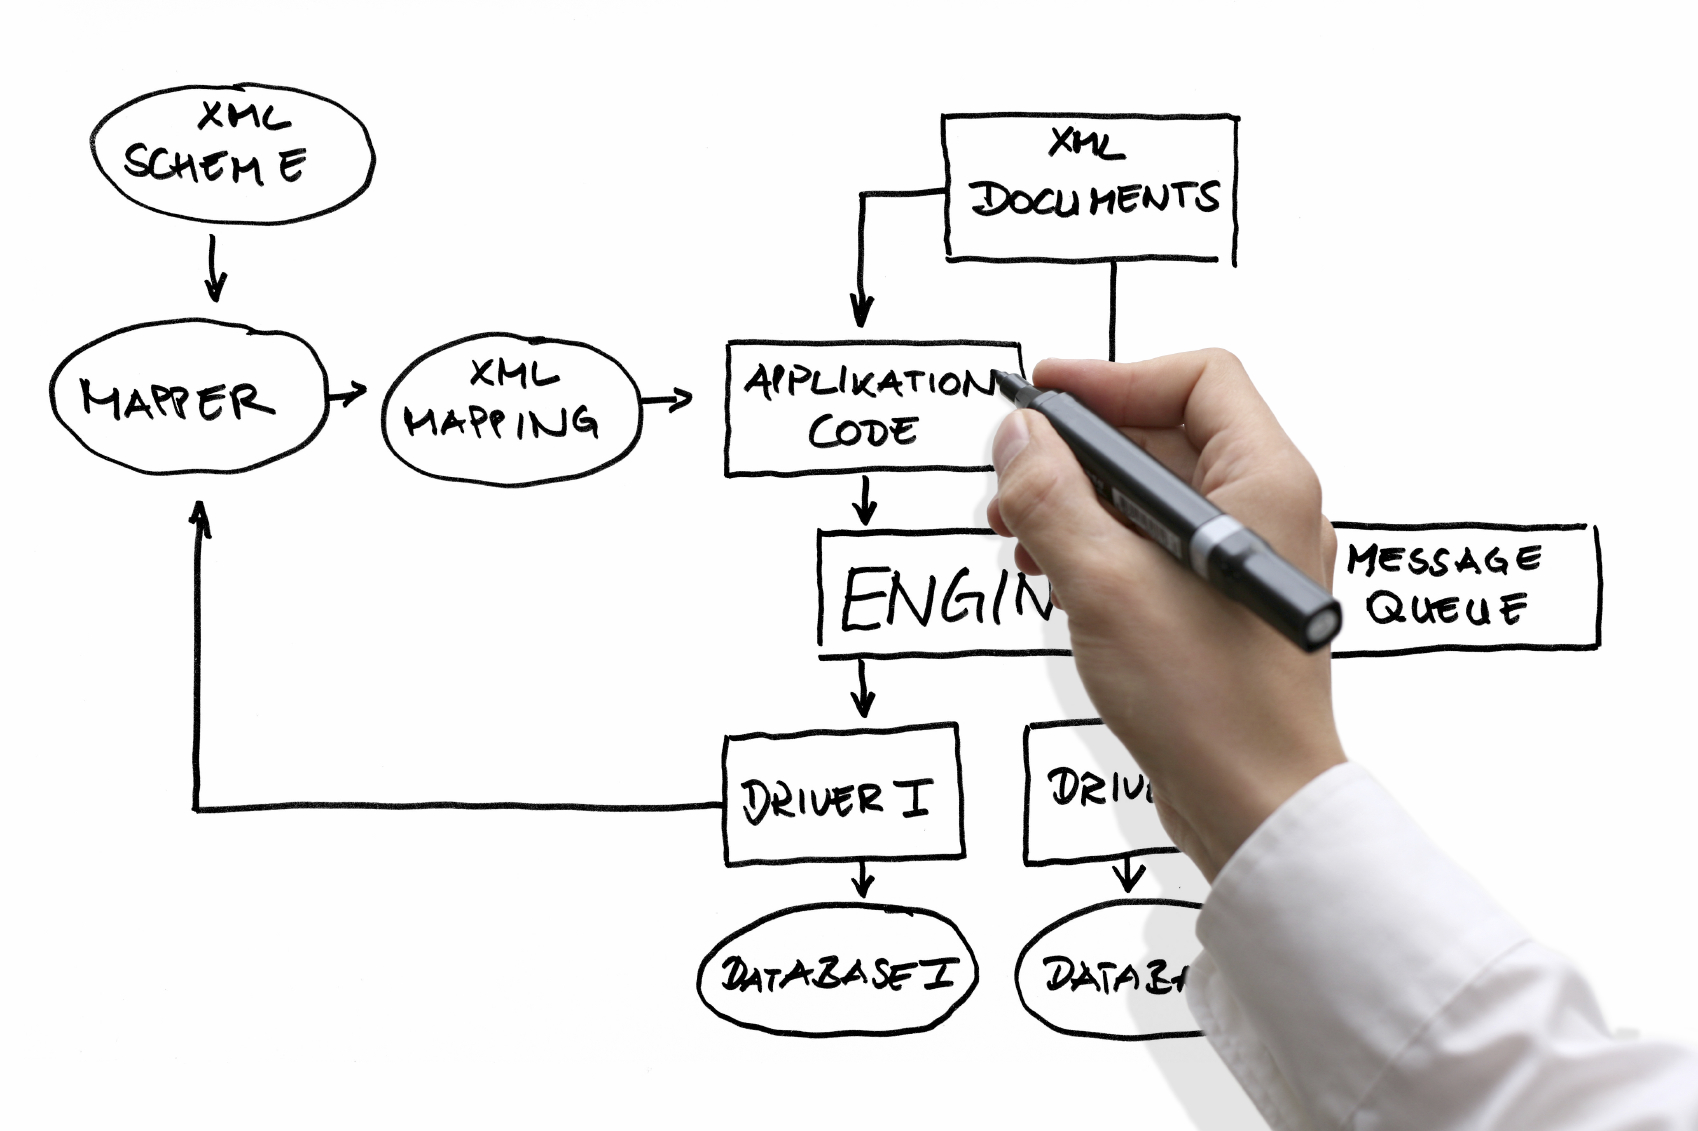 XML
SCHEME
XML
DOCUMENTS
MAPPER
XML
MAPPING
APPLIKATION
CODE
MESSAGE
QUEUE
DRIVER I
DATABASE I